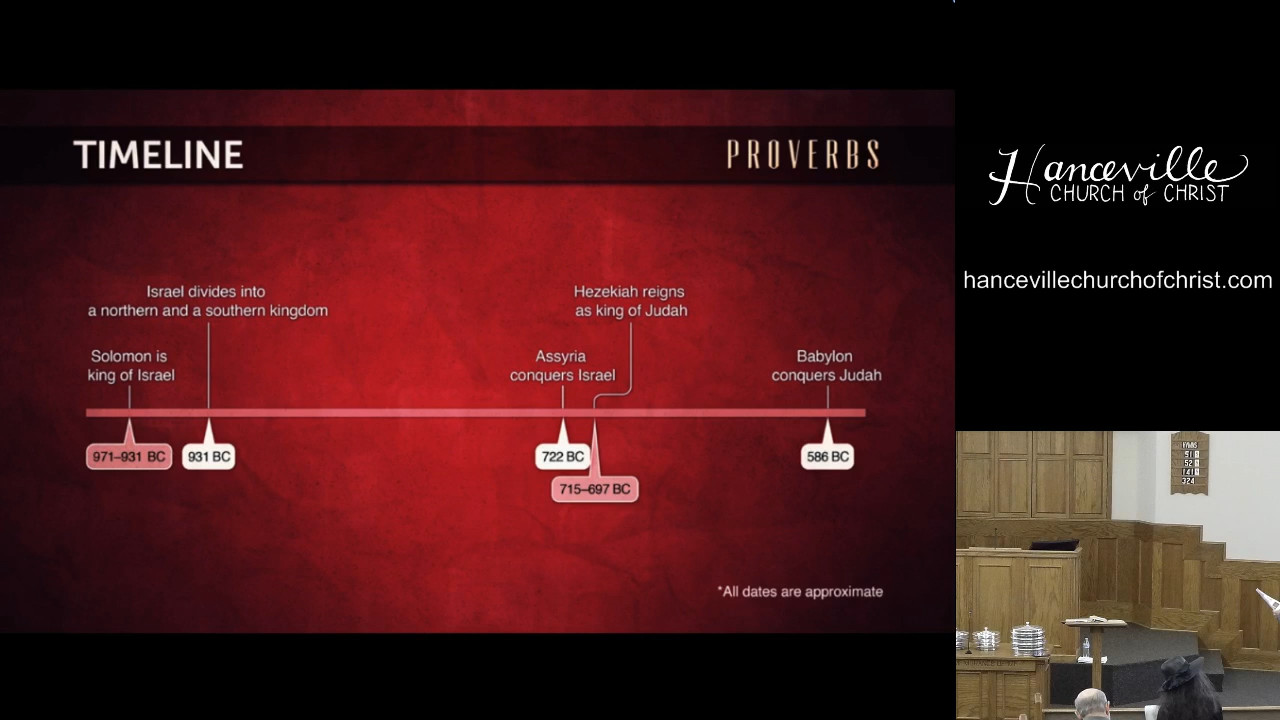 TIMELINE
PROVERBS
Israel divides into
a northern and a southern kingdom
Hezekiah reigns
as king of Judah
Solomon is
king of Israel
Assyria
conquers Israel
Babylon
conquers Judah
971–931 BC
931 BC
722 BC
586 BC
715–697 BC
*All dates are approximate
Hanceville
CHURCH of CHRIST
hancevillechurchofchrist.com
HYMNS
324